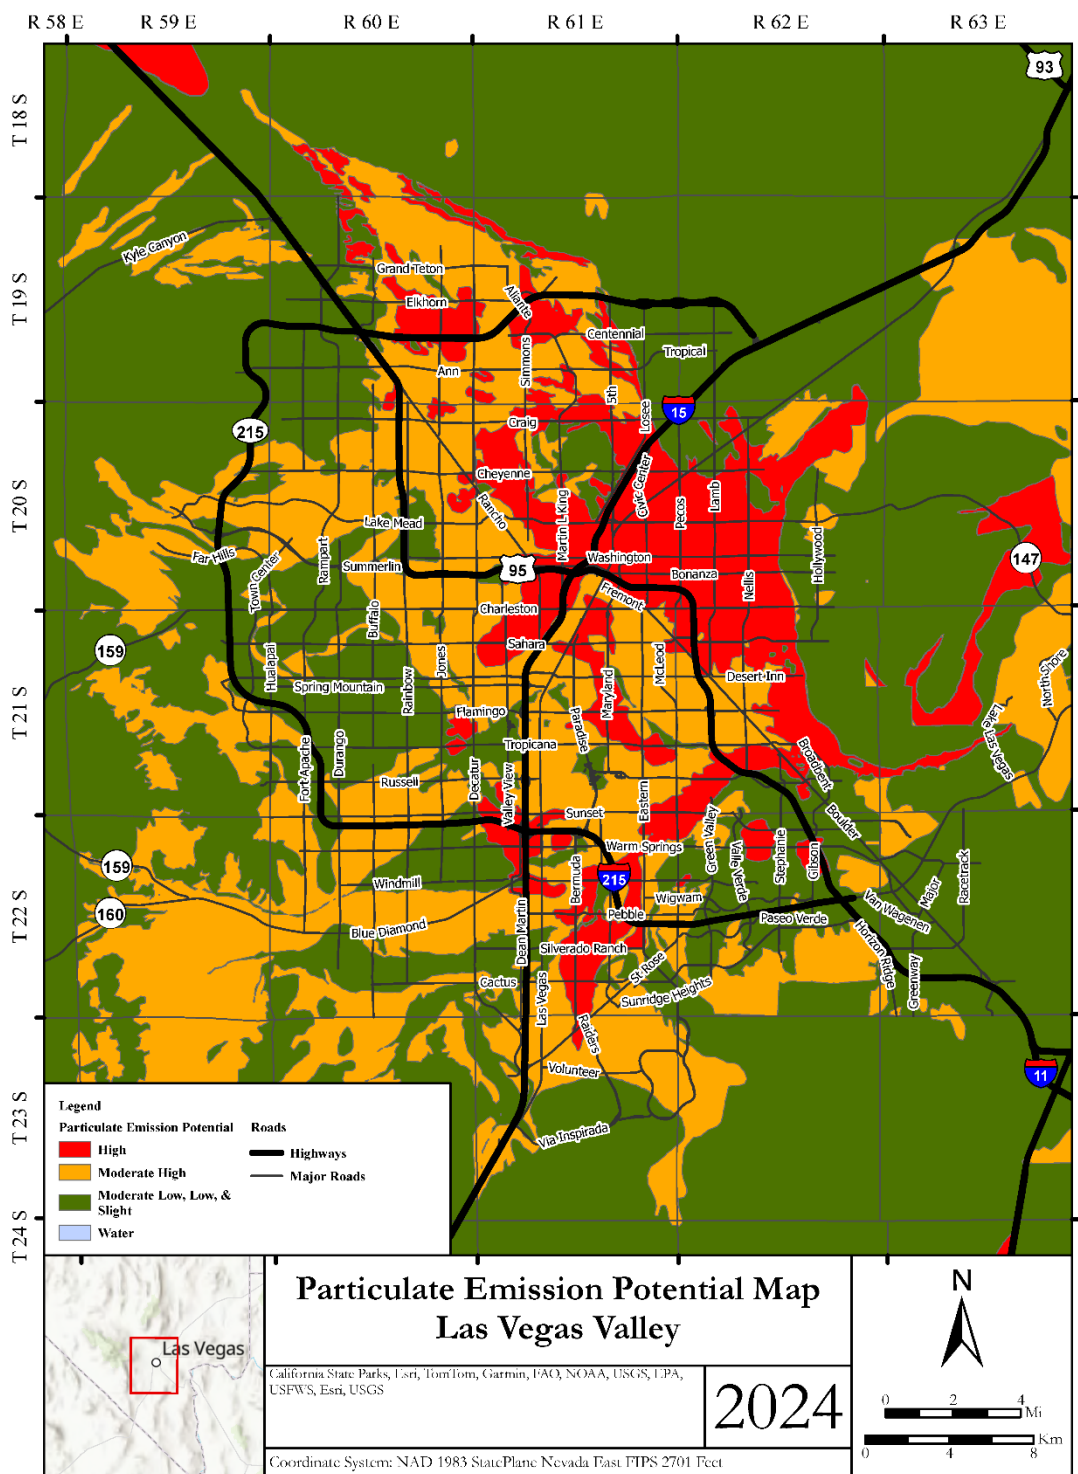 R 58 E
R 59 E
R 60 E
R 61 E
R 62 E
R 63 E
T 18 S
T 19 S
T 20 S
T 21 S
T 22 S
T 23 S
T 24 S
93
Kyle Canyon
Grand Teton
Elkhorn
Aliante
Centennial
Tropical
Simmons
Ann
5th
Losee
15
215
Craig
Cheyenne
Civic Center
Lake Mead
Rancho
Martin L King
Pecos
Lamb
Hollywood
147
Far Hills
Town Center
Rampart
Summerlin
95
Washington
Bonanza
Nellis
Buffalo
Charleston
Fremont
Sahara
159
Hualapai
Jones
Rainbow
Spring Mountain
Maryland
McLeod
Desert Inn
Northshore
Flamingo
Paradise
Lake Las Vegas
Fort Apache
Durango
Tropicana
Broadbent
Russell
Decatur
Valley View
Eastern
Sunset
Boulder
Green Valley
Warm Springs
Valle Verde
Stephanie
Gibson
159
Windmill
Bermuda
215
Wigwam
Major
Racetrack
160
Blue Diamond
Pebble
Paseo Verde
Van Wagenen
Dean Martin
Silverado Ranch
St Rose
Horizon Ridge
Greenway
Cactus
Las Vegas
Sunridge Heights
Raiders
Volunteer
11
Via Inspirada
Legend
Particulate Emission Potential
High
Moderate High
Moderate Low, Low, &
Slight
Water
Roads
Highways
Major Roads
Las Vegas
Particulate Emission Potential Map
Las Vegas Valley
California State Parks, Esri, TomTom, Garmin, FAO, NOAA, USGS, EPA,
USFWS, Esri, USGS
2024
Coordinate System: NAD 1983 StatePlane Nevada East FIPS 2701 Feet
N
0 2 4
Mi
Km
0 4 8